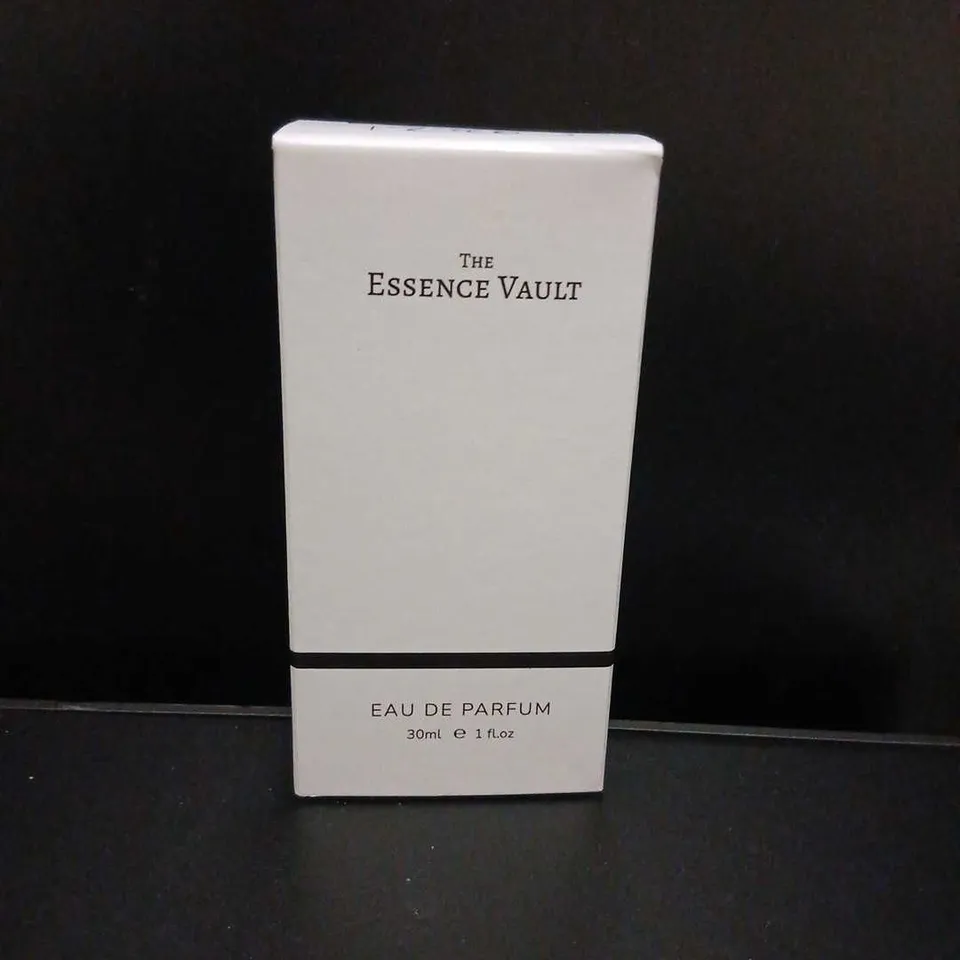 THE
ESSENCE VAULT
EAU DE PARFUM
30ml ℮ 1 fl.oz